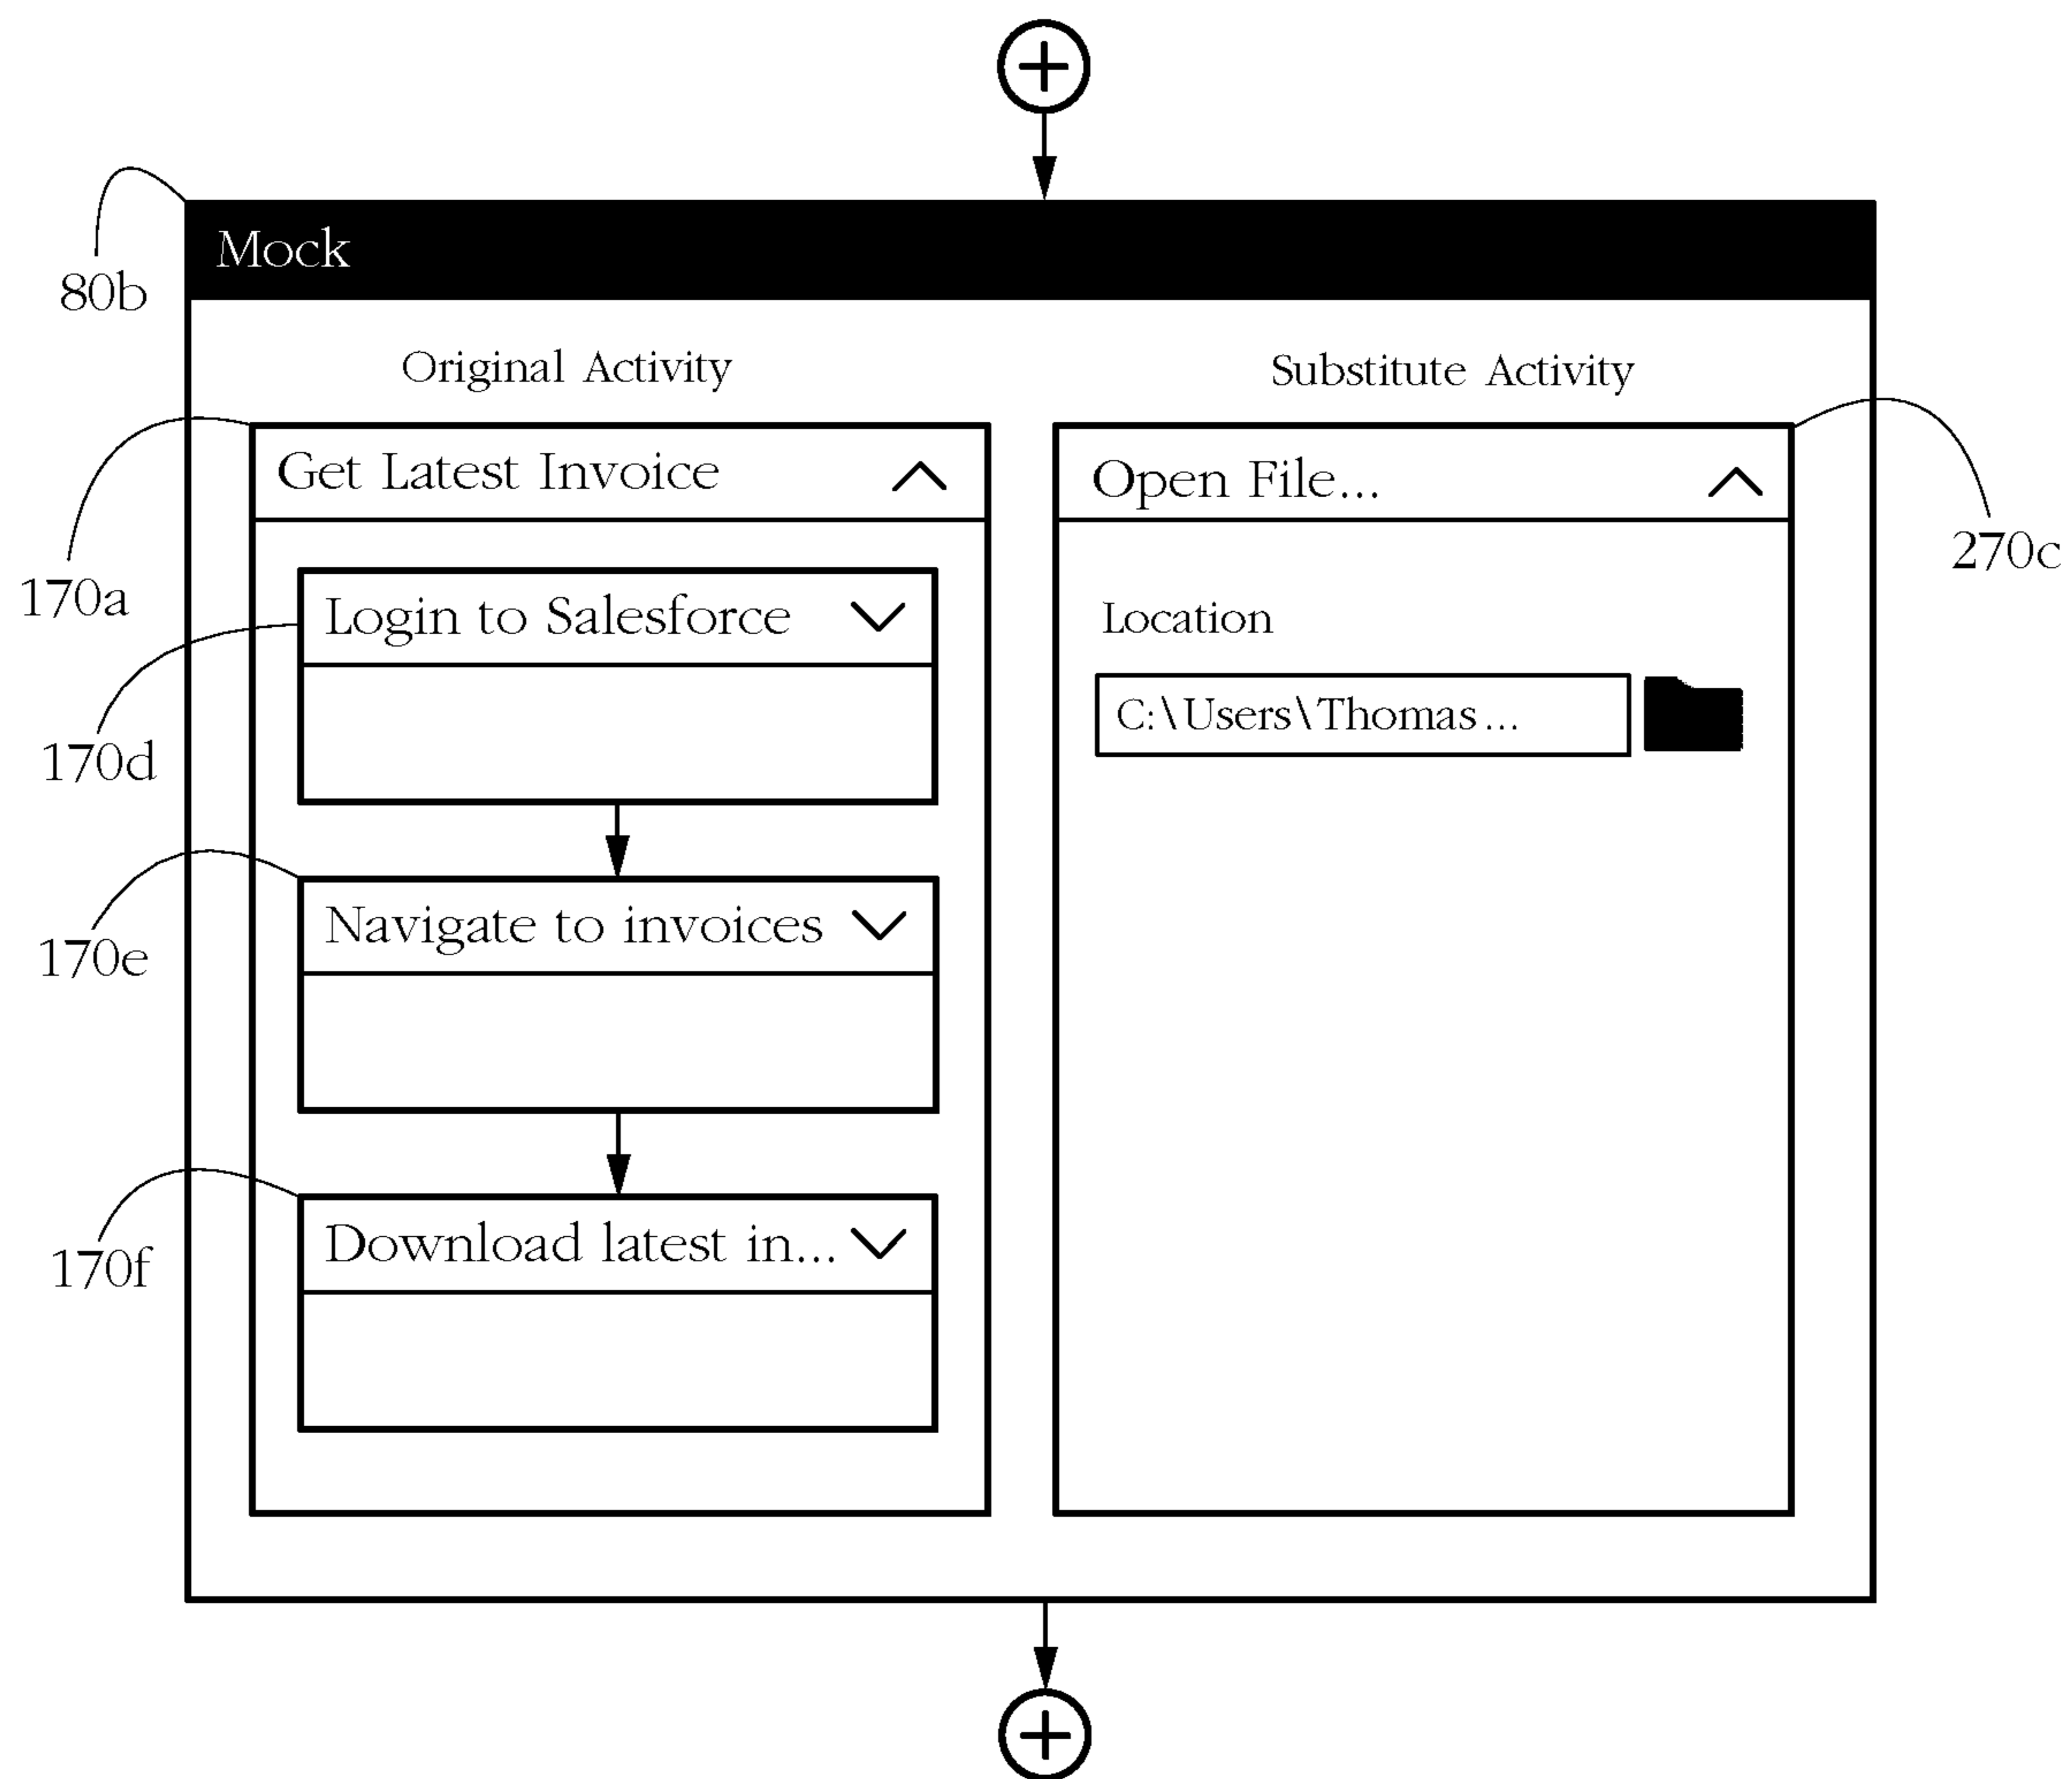 Mock
80b
Original Activity
Substitute Activity
170a
Get Latest Invoice
Open File...
270c
170d
Login to Salesforce
Location
C:\Users\Thomas...
170e
Navigate to invoices
170f
Download latest in...